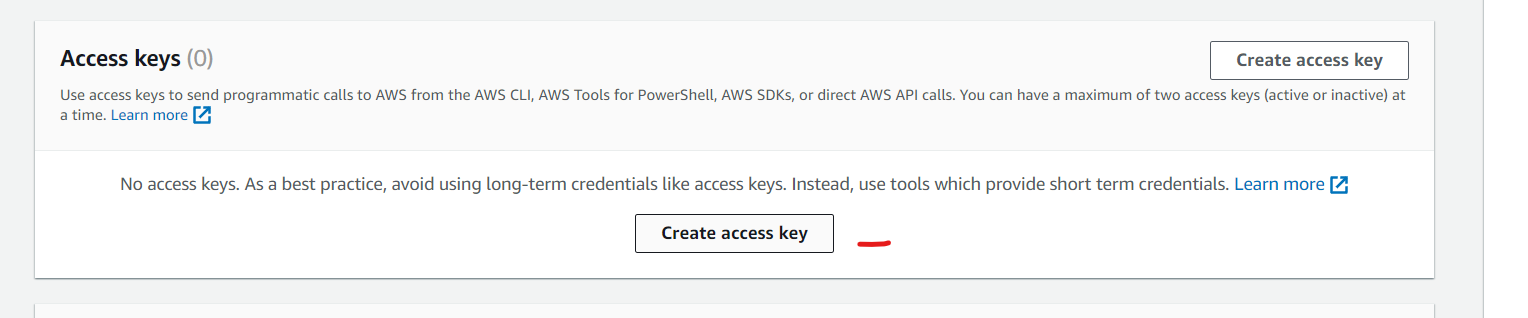 Access keys (0)
Create access key
Use access keys to send programmatic calls to AWS from the AWS CLI, AWS Tools for PowerShell, AWS SDKs, or direct AWS API calls. You can have a maximum of two access keys (active or inactive) at
a time. Learn more
No access keys. As a best practice, avoid using long-term credentials like access keys. Instead, use tools which provide short term credentials. Learn more
Create access key